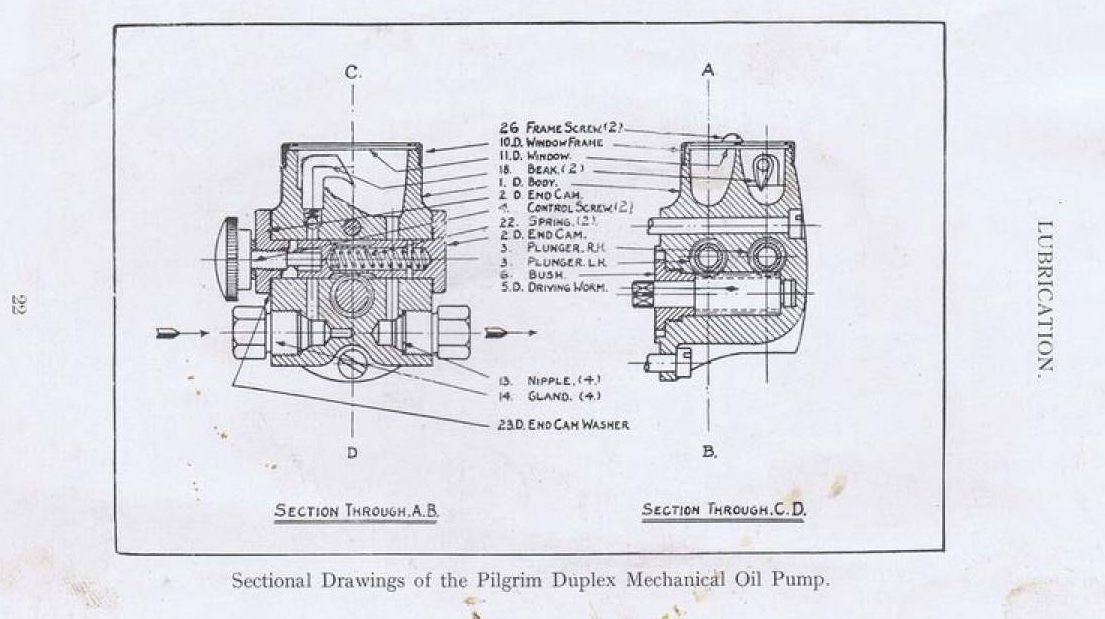 C.
A
26 FRAME SCREW.(2)
10.D. WINDOW FRAME
11.D. WINDOW.
18. BEAK.(2)
1. D. BODY.
2 D END CAM.
CONTROL SCREW.(2)
22. SPRING.(2).
2.D. END CAM.
3. PLUNGER. R.H.
3. PLUNGER. L.H.
6. BUSH.
5.D. DRIVING WORM.
13. NIPPLE.(4.)
14. GLAND. (4.)
23.D. END CAM WASHER
D
B.
SECTION THROUGH.A.B.
SECTION THROUGH.C.D.
Sectional Drawings of the Pilgrim Duplex Mechanical Oil Pump.
22
LUBRICATION.